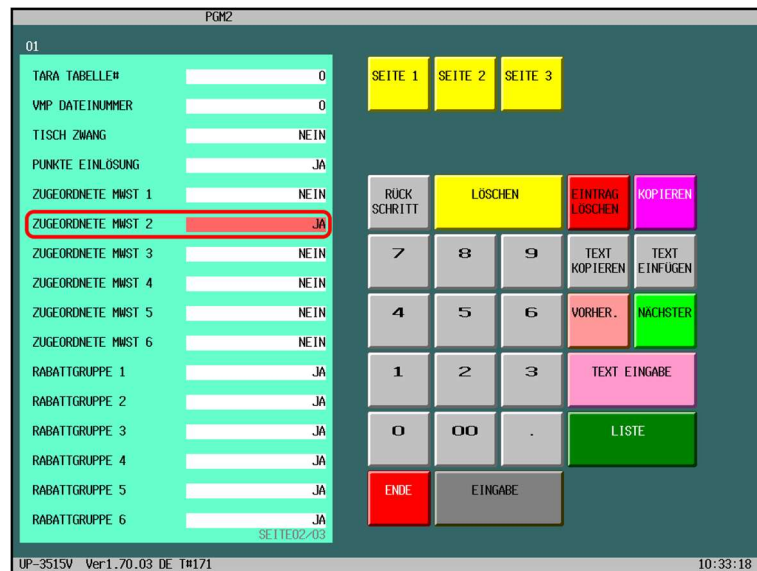 PGM2
01
TARA TABELLE# 0
VMP DATEINUMMER 0
TISCH ZWANG NEIN
PUNKTE EINLÖSUNG JA
ZUGEORDNETE MWST 1 NEIN
ZUGEORDNETE MWST 2 JA
ZUGEORDNETE MWST 3 NEIN
ZUGEORDNETE MWST 4 NEIN
ZUGEORDNETE MWST 5 NEIN
ZUGEORDNETE MWST 6 NEIN
RABATTGRUPPE 1 JA
RABATTGRUPPE 2 JA
RABATTGRUPPE 3 JA
RABATTGRUPPE 4 JA
RABATTGRUPPE 5 JA
RABATTGRUPPE 6 JA
SEITE02/03
SEITE 1 SEITE 2 SEITE 3
RÜCK
SCHRITT
LÖSCHEN
EINTRAG
LÖSCHEN
KOPIEREN
7 8 9
TEXT
KOPIEREN
TEXT
EINFÜGEN
4 5 6 VORHER. NÄCHSTER
1 2 3 TEXT EINGABE
0 00 . LISTE
ENDE EINGABE
UP-3515V Ver1.70.03 DE T#171 10:33:18